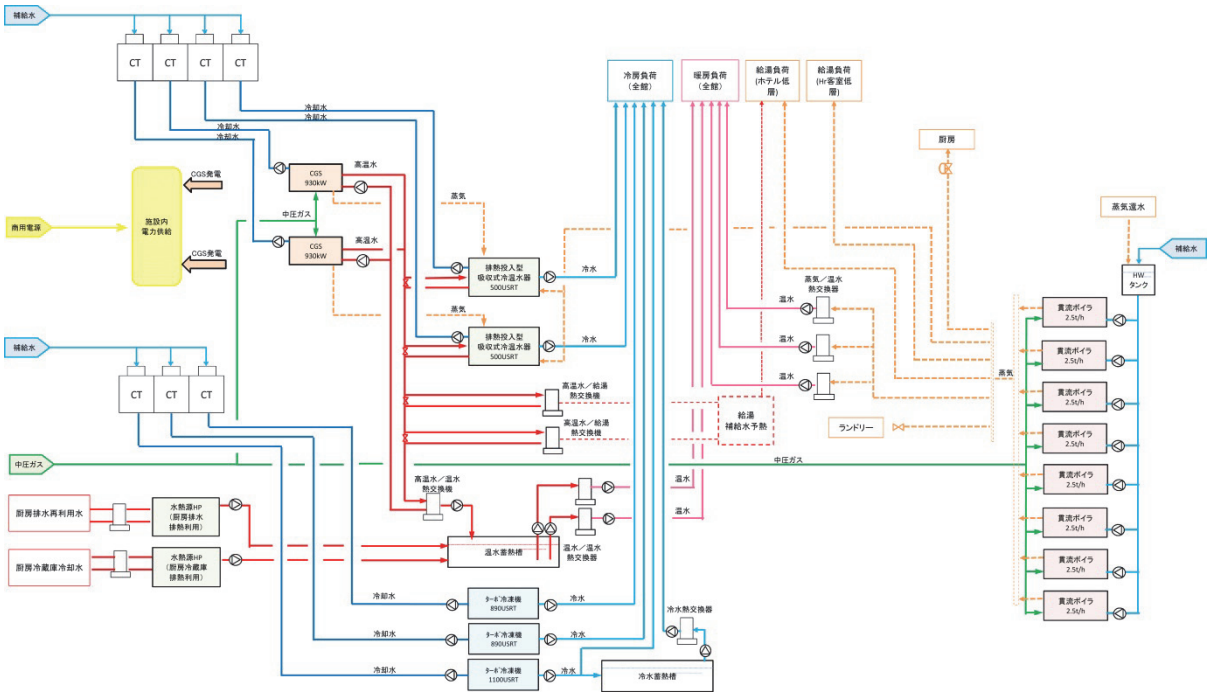 補給水
CT
CT
CT
CT
冷却水
冷却水
冷却水
冷却水
商用電源
施設内
電力供給
CGS発電
CGS発電
CGS
930kW
CGS
930kW
高温水
高温水
中圧ガス
蒸気
蒸気
排熱投入型
吸収式冷温水器
500USRT
排熱投入型
吸収式冷温水器
500USRT
冷水
冷水
冷房負荷
(全館)
暖房負荷
(全館)
給湯負荷
(ホテル低
層)
給湯負荷
(Hr客室低
層)
厨房
蒸気還水
補給水
HW
タンク
蒸気/温水
熱交換器
温水
温水
温水
蒸気
貫流ボイラ
2.5t/h
貫流ボイラ
2.5t/h
貫流ボイラ
2.5t/h
貫流ボイラ
2.5t/h
貫流ボイラ
2.5t/h
貫流ボイラ
2.5t/h
貫流ボイラ
2.5t/h
貫流ボイラ
2.5t/h
補給水
CT
CT
CT
高温水/給湯
熱交換機
高温水/給湯
熱交換機
給湯
補給水予熱
ランドリー
中圧ガス
中圧ガス
高温水/温水
熱交換機
温水
温水
厨房排水再利用水
水熱源HP
(厨房排水
排熱利用)
厨房冷蔵庫冷却水
水熱源HP
(厨房冷蔵庫
排熱利用)
温水蓄熱槽
温水/温水
熱交換器
冷却水
ターボ冷凍機
890USRT
冷水
冷却水
ターボ冷凍機
890USRT
冷水
冷却水
ターボ冷凍機
1100USRT
冷水
冷水熱交換器
冷水蓄熱槽